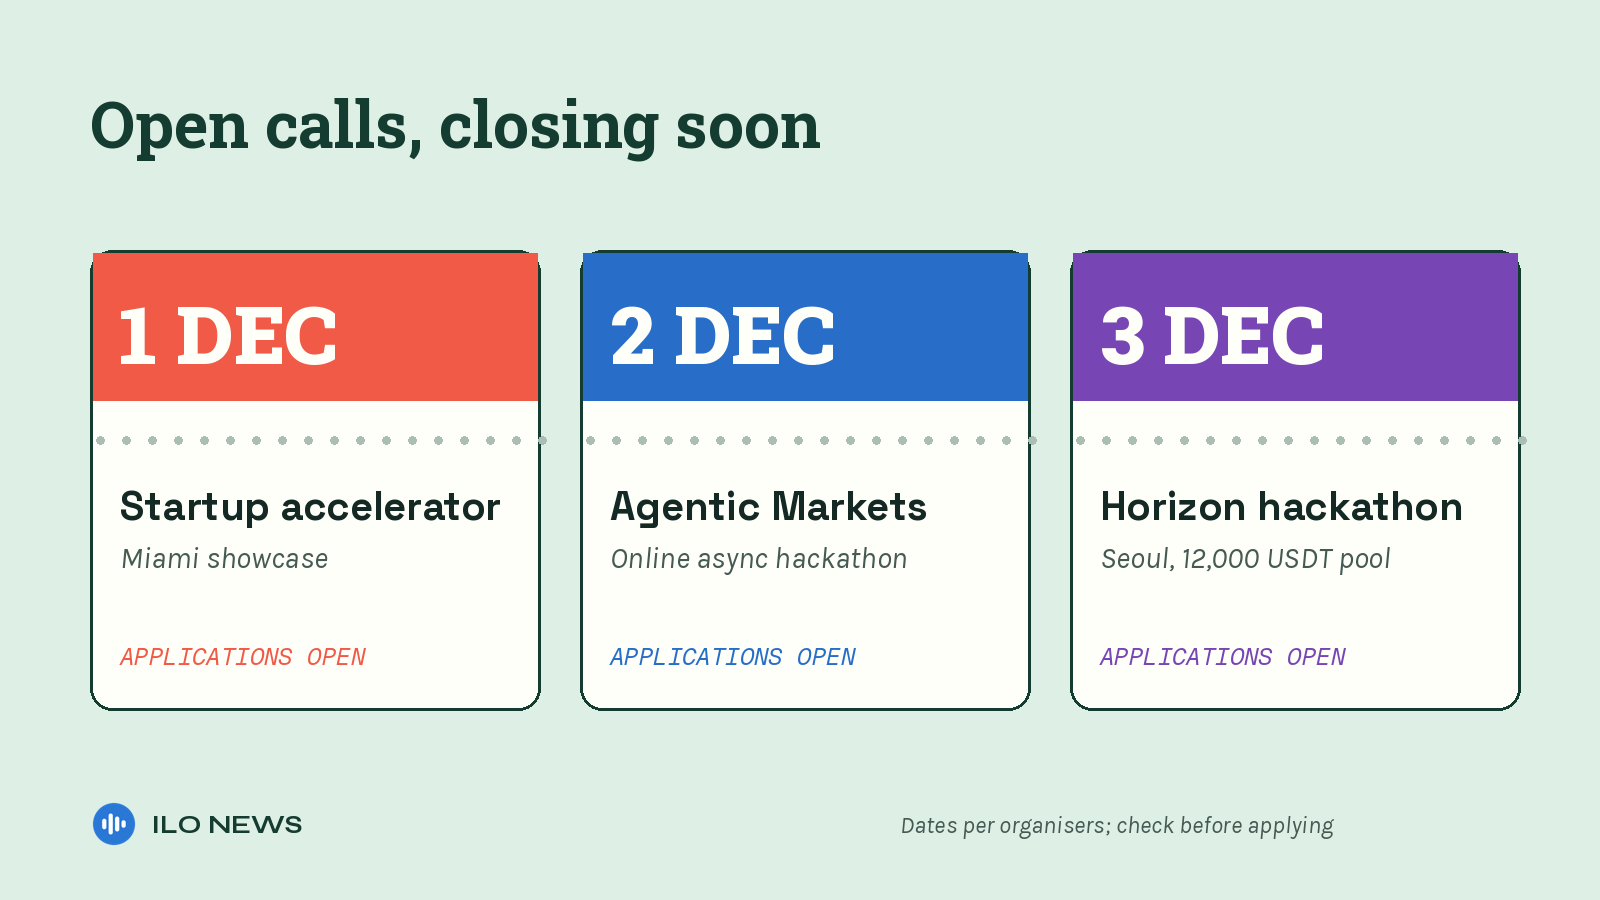 Open calls, closing soon
1 DEC
Startup accelerator
Miami showcase
APPLICATIONS OPEN
2 DEC
Agentic Markets
Online async hackathon
APPLICATIONS OPEN
3 DEC
Horizon hackathon
Seoul, 12,000 USDT pool
APPLICATIONS OPEN
ILO NEWS
Dates per organisers; check before applying